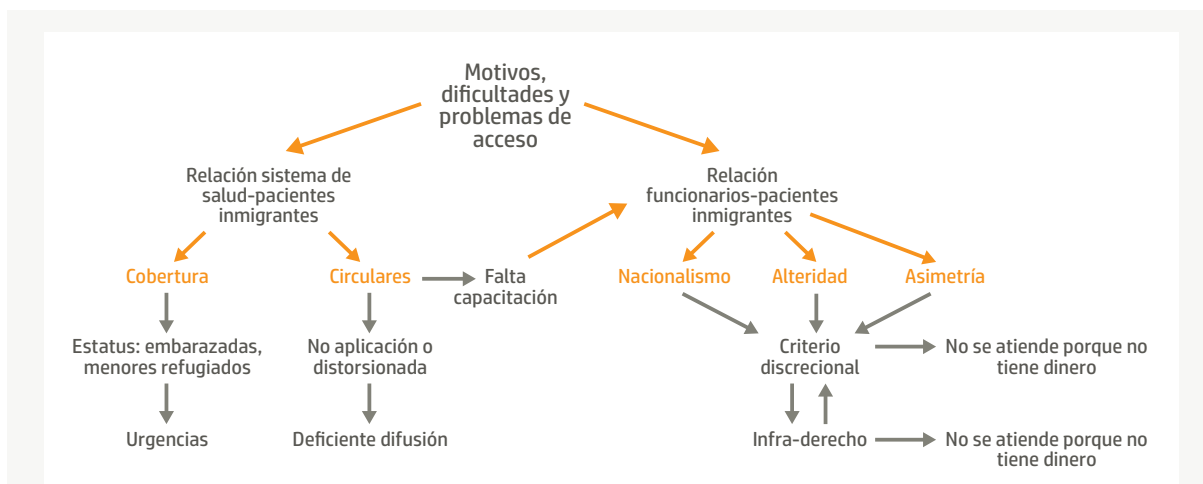 Motivos,
dificultades y
problemas de
acceso
Relación sistema de
salud-pacientes
inmigrantes
Relación
funcionarios-pacientes
inmigrantes
Cobertura
Circulares
Falta
capacitación
Nacionalismo
Alteridad
Asimetría
Estatus: embarazadas,
menores refugiados
No aplicación o
distorsionada
Criterio
discrecional
No se atiende porque no
tiene dinero
Urgencias
Deficiente difusión
Infra-derecho
No se atiende porque no
tiene dinero